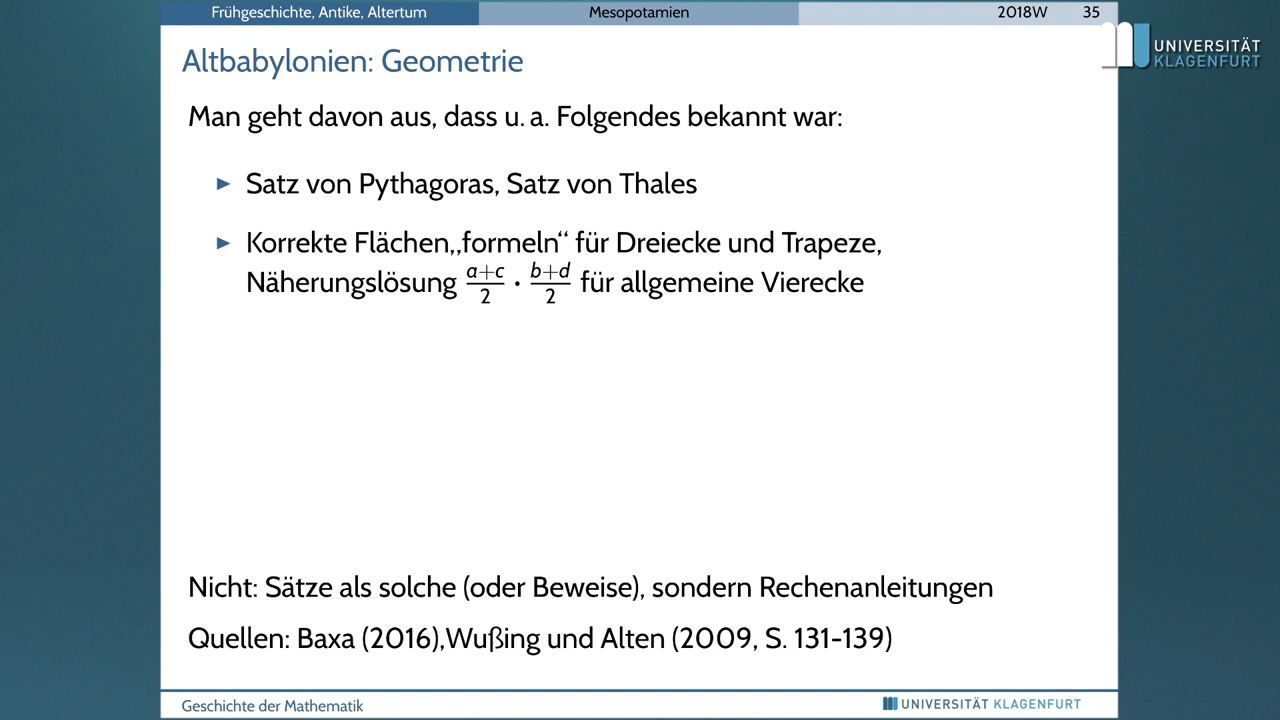 Frühgeschichte, Antike, Altertum Mesopotamien 2018W 35
UNIVERSITÄT
KLAGENFURT
Altbabylonien: Geometrie
Man geht davon aus, dass u. a. Folgendes bekannt war:
► Satz von Pythagoras, Satz von Thales
► Korrekte Flächen„formeln“ für Dreiecke und Trapeze,
Näherungslösung \frac{a+c}{2} · \frac{b+d}{2} für allgemeine Vierecke
Nicht: Sätze als solche (oder Beweise), sondern Rechenanleitungen
Quellen: Baxa (2016),Wußing und Alten (2009, S. 131-139)
Geschichte der Mathematik UNIVERSITÄT KLAGENFURT